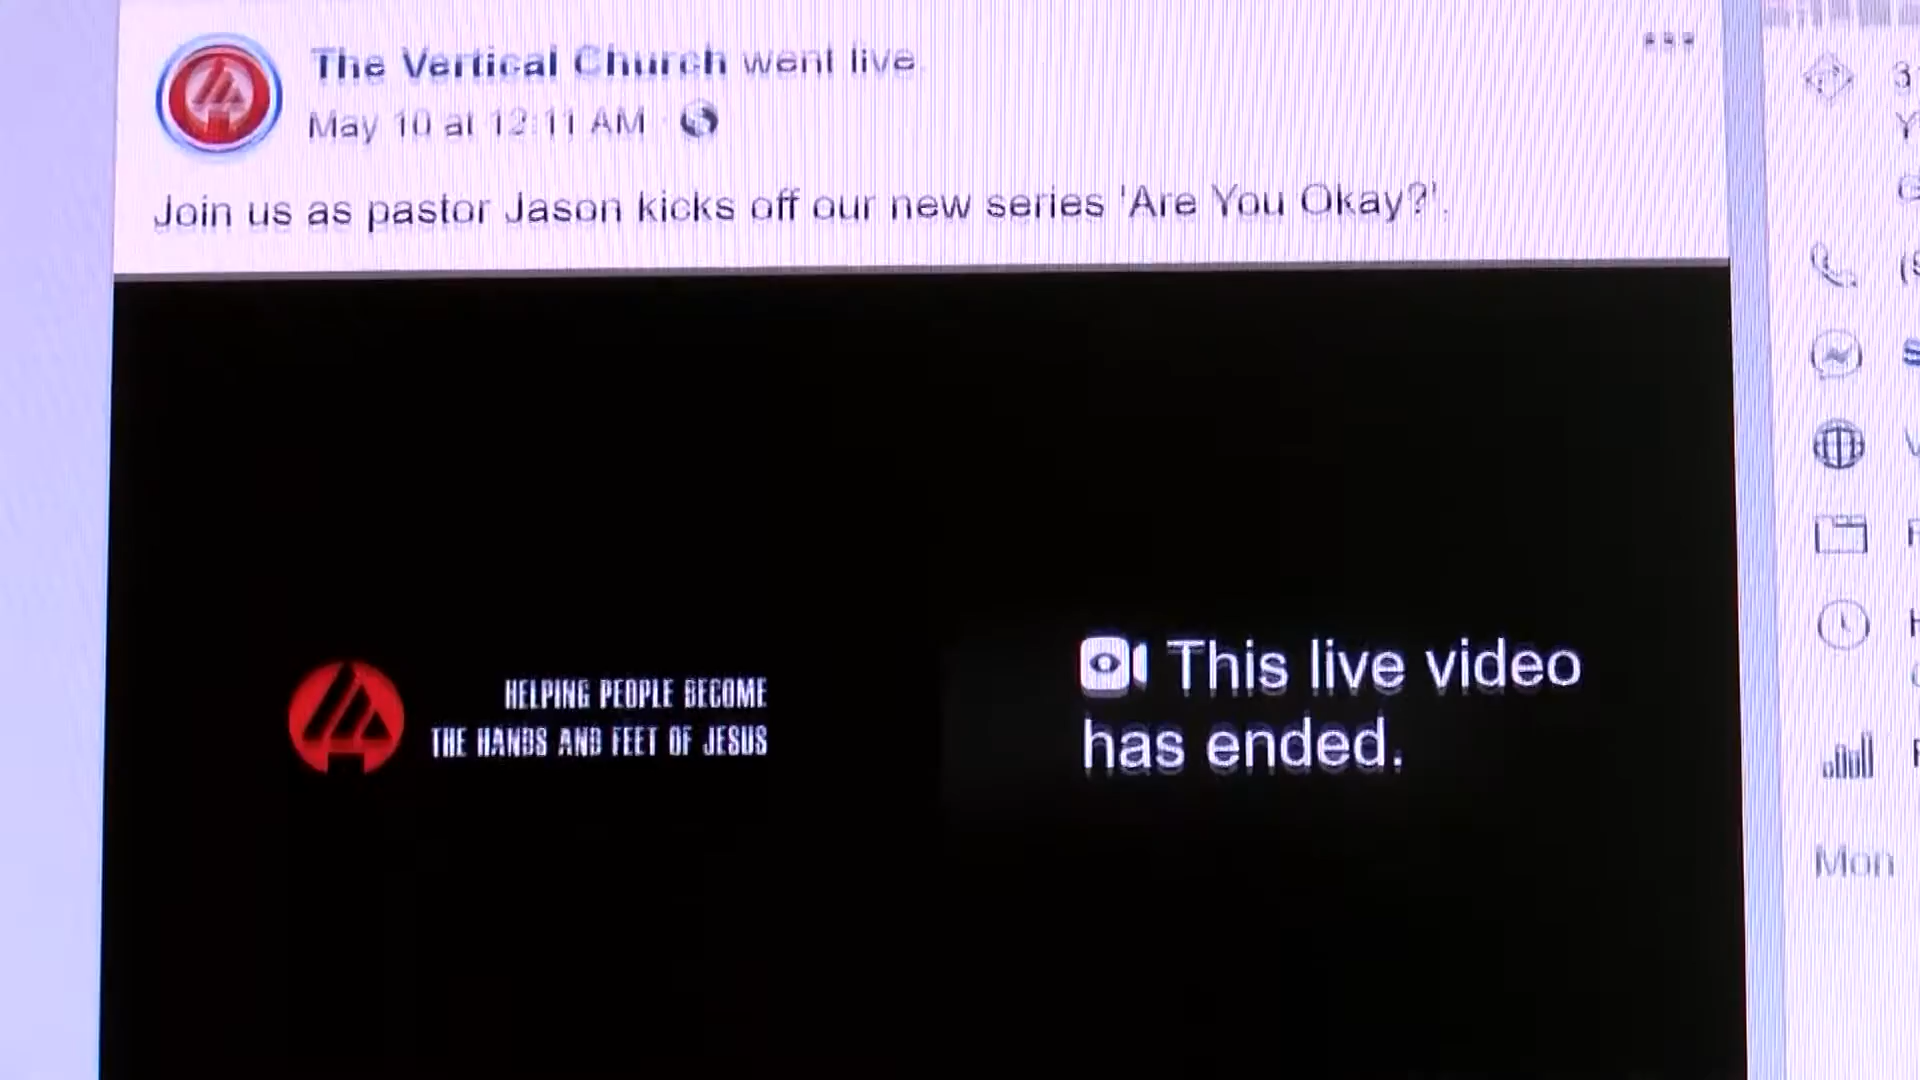 The Vertical Church went live.
May 10 at 12:11 AM
Join us as pastor Jason kicks off our new series 'Are You Okay?'.
HELPING PEOPLE BECOME
THE HANDS AND FEET OF JESUS
This live video
has ended.
Mon